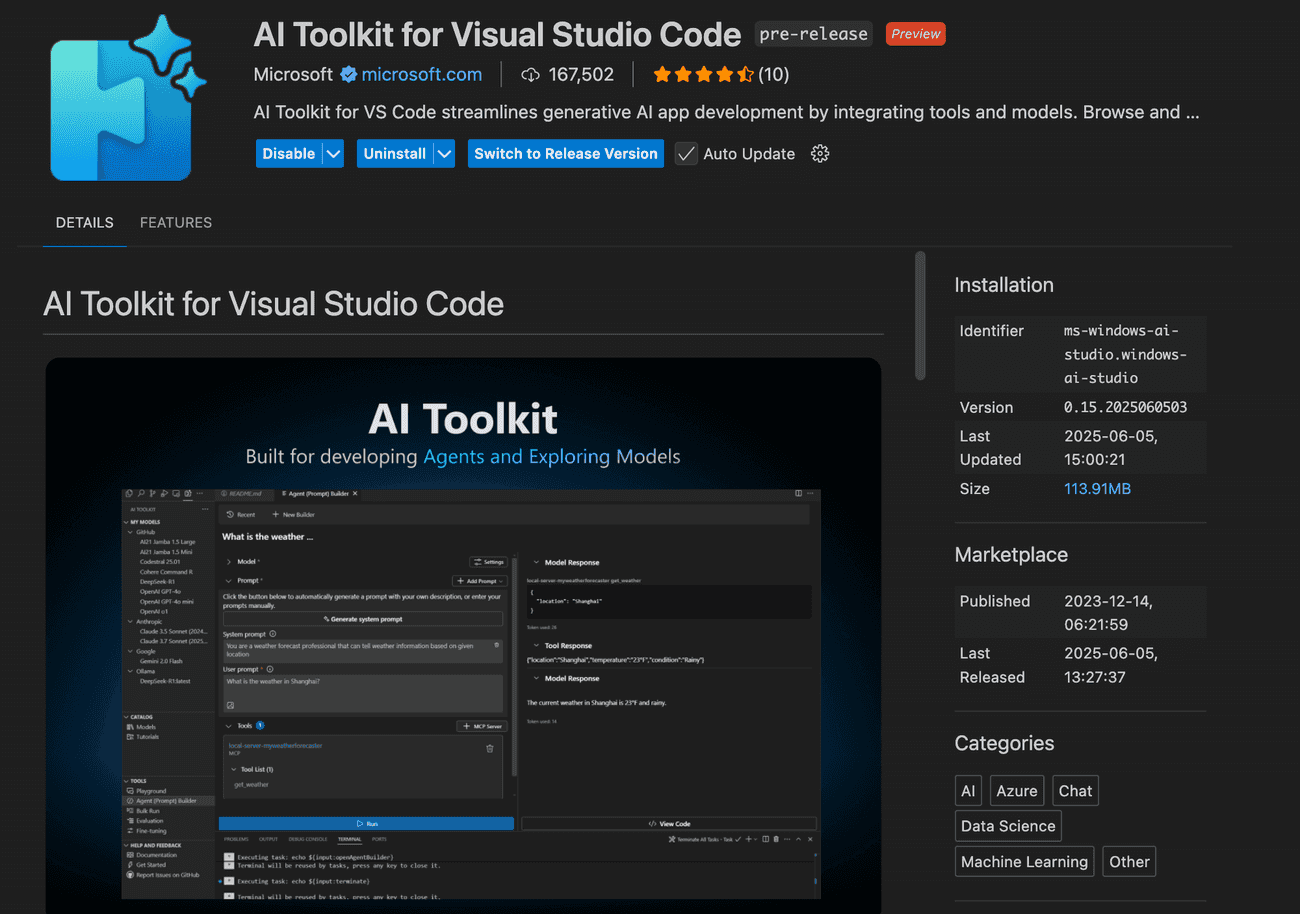 AI Toolkit for Visual Studio Code pre-release Preview
Microsoft microsoft.com 167,502 (10)
AI Toolkit for VS Code streamlines generative AI app development by integrating tools and models. Browse and ...
Disable Uninstall Switch to Release Version Auto Update
DETAILS FEATURES
AI Toolkit for Visual Studio Code
AI Toolkit
Built for developing Agents and Exploring Models
README.md Agent (Prompt) Builder
AI TOOLKIT
MY MODELS
GitHub
AI21 Jamba 1.5 Large
AI21 Jamba 1.5 Mini
Codestral 25.01
Cohere Command R
DeepSeek-R1
OpenAI GPT-4o
OpenAI GPT-4o mini
OpenAI o1
Anthropic
Claude 3.5 Sonnet (2024...
Claude 3.7 Sonnet (2025...
Google
Gemini 2.0 Flash
Ollama
DeepSeek-R1:latest
CATALOG
Models
Tutorials
TOOLS
Playground
Agent (Prompt) Builder
Bulk Run
Evaluation
Fine-tuning
HELP AND FEEDBACK
Documentation
Get Started
Report Issues on GitHub
Recent New Builder
What is the weather ...
Model * Settings
Prompt * Add Prompt
Click the button below to automatically generate a prompt with your own description, or enter your
prompts manually.
Generate system prompt
System prompt
You are a weather forecast professional that can tell weather information based on given
location.
User prompt *
What is the weather in Shanghai?
Tools 1 MCP Server
local-server-myweatherforecaster
MCP
Tool List (1)
get_weather
Run
Model Response
local-server-myweatherforecaster get_weather
{
"location": "Shanghai"
}
Token used: 28
Tool Response
{"location":"Shanghai","temperature":"23°F","condition":"Rainy"}
Model Response
The current weather in Shanghai is 23°F and rainy.
Token used: 14
View Code
PROBLEMS OUTPUT DEBUG CONSOLE TERMINAL PORTS Terminate All Tasks - Task
Executing task: echo ${input:openAgentBuilder}
Terminal will be reused by tasks, press any key to close it.
Executing task: echo ${input:terminate}
Terminal will be reused by tasks, press any key to close it.
Installation
Identifier ms-windows-ai-
studio.windows-
ai-studio
Version 0.15.2025060503
Last 2025-06-05,
Updated 15:00:21
Size 113.91MB
Marketplace
Published 2023-12-14,
06:21:59
Last 2025-06-05,
Released 13:27:37
Categories
AI Azure Chat
Data Science
Machine Learning Other